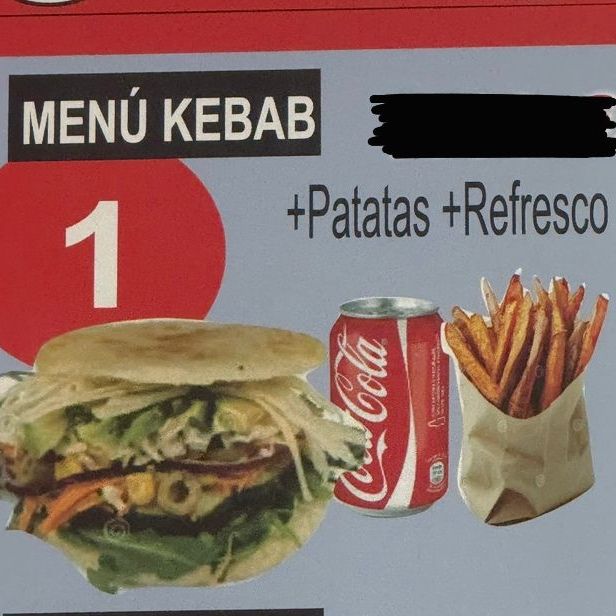 MENÚ KEBAB
1
+Patatas +Refresco
Coca-Cola